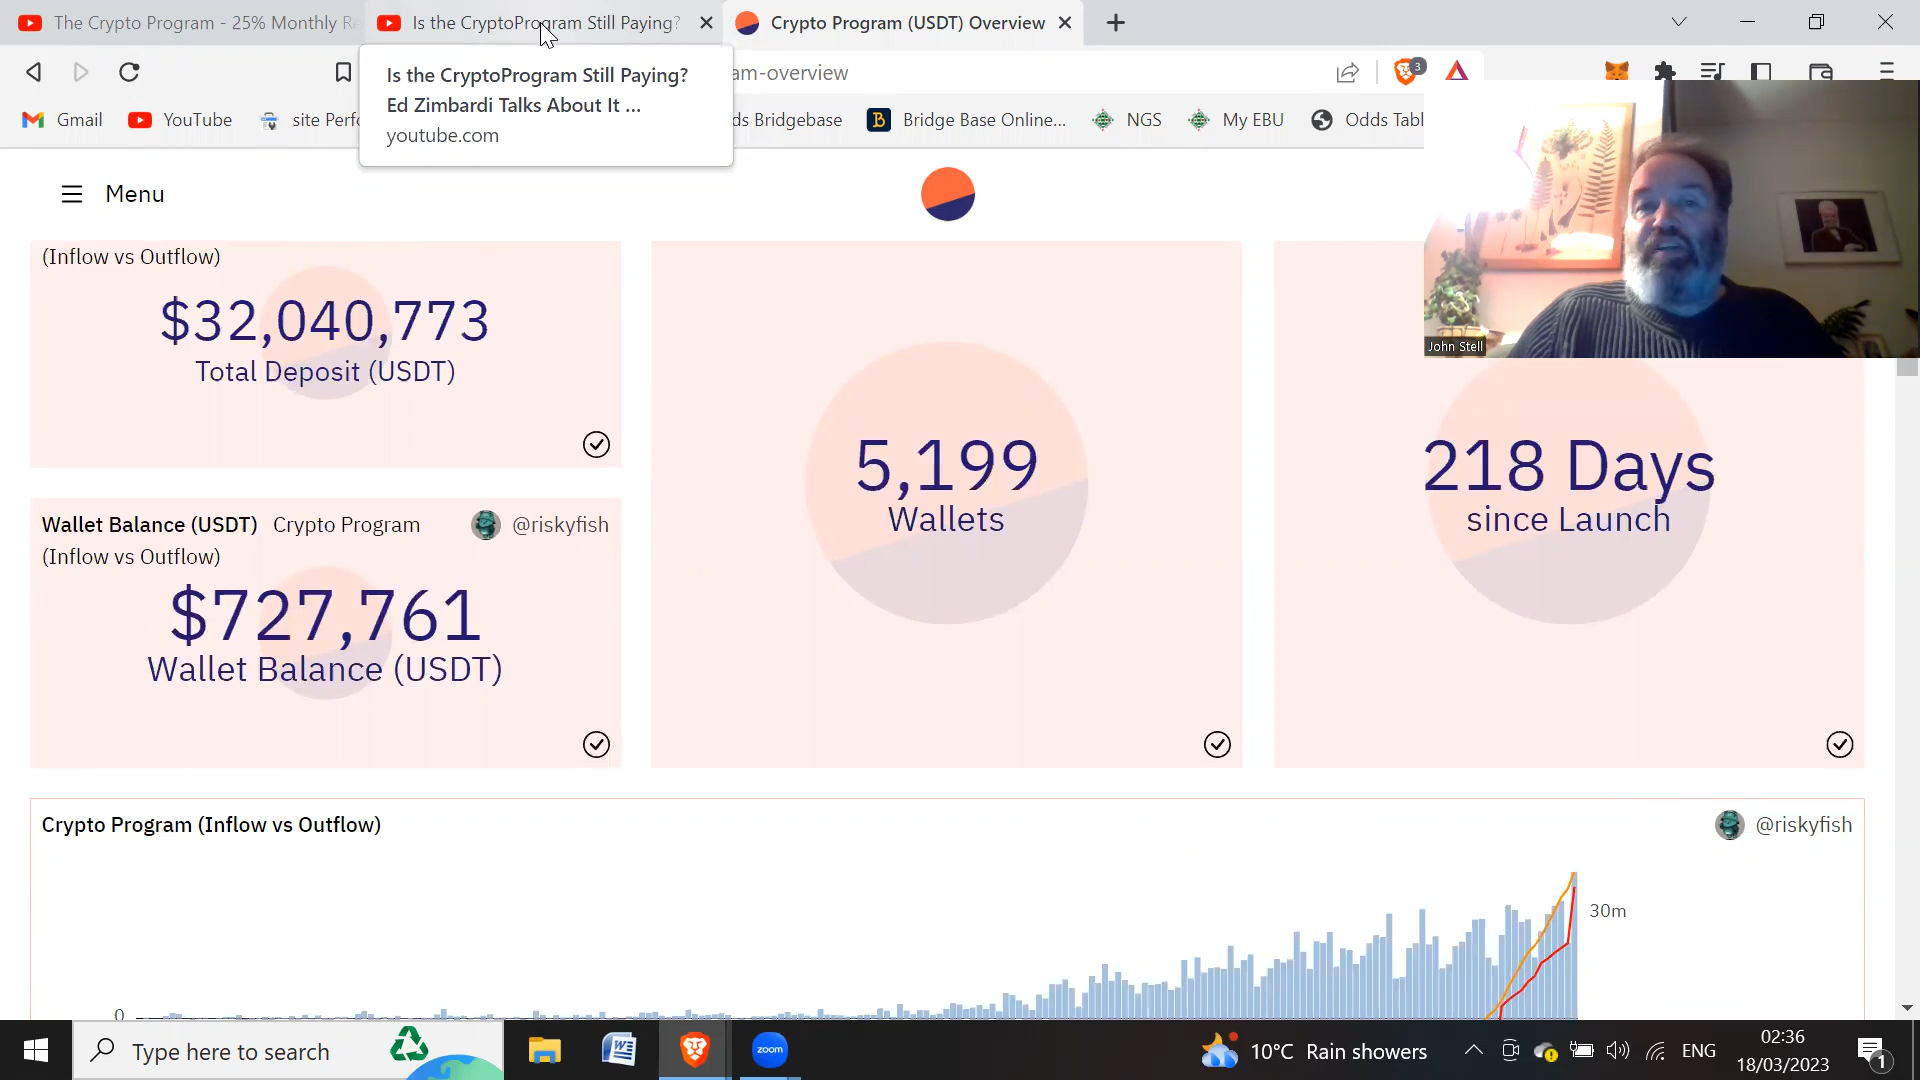 The Crypto Program - 25% Monthly Re
Is the CryptoProgram Still Paying?
Crypto Program (USDT) Overview
am-overview
3
Is the CryptoProgram Still Paying?
Ed Zimbardi Talks About It ...
youtube.com
Gmail
YouTube
site Perfo
ds Bridgebase
B
Bridge Base Online...
NGS
My EBU
Odds Tabl
Menu
John Stell
(Inflow vs Outflow)
$32,040,773
Total Deposit (USDT)
5,199
Wallets
218 Days
since Launch
Wallet Balance (USDT) Crypto Program
@riskyfish
(Inflow vs Outflow)
$727,761
Wallet Balance (USDT)
Crypto Program (Inflow vs Outflow)
@riskyfish
30m
0
Type here to search
W
zoom
10°C Rain showers
ENG
02:36
18/03/2023
1